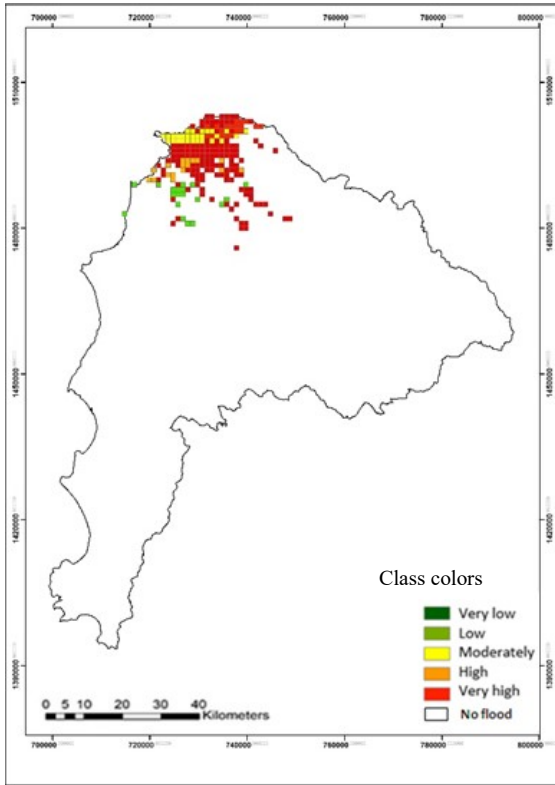 700000 720000 740000 760000 780000 800000
1510000 1510000
1480000 1480000
1450000 1450000
1420000 1420000
1390000 1390000
Class colors
Very low
Low
Moderately
High
Very high
No flood
0 5 10 20 30 40
Kilometers
700000 720000 740000 760000 780000 800000